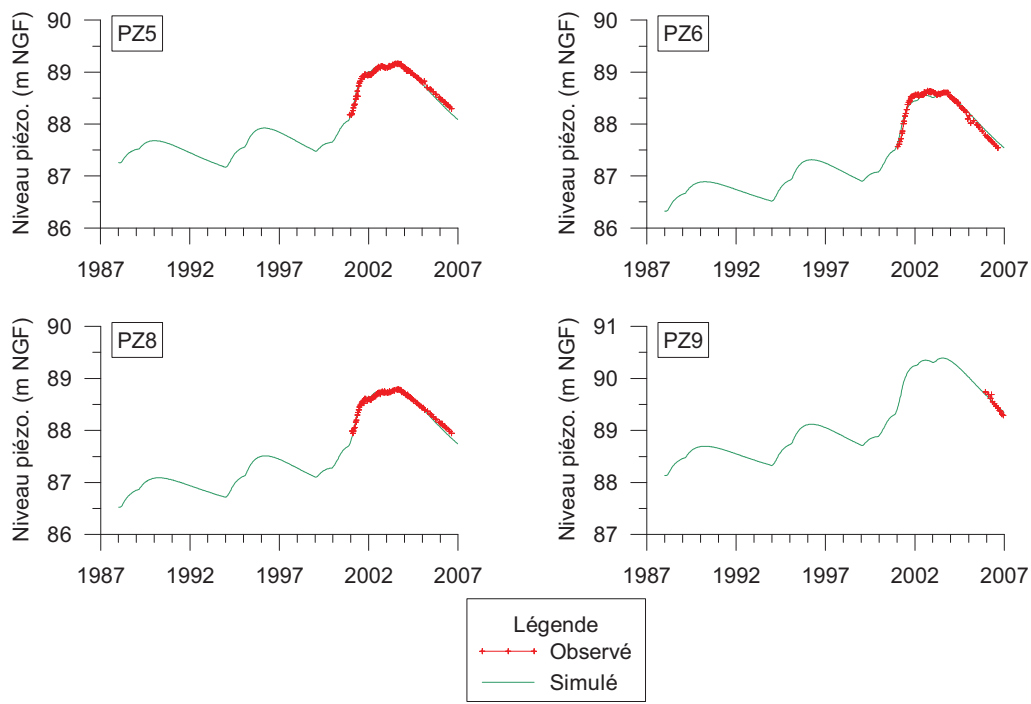 PZ5
Niveau piézo. (m NGF)
90
89
88
87
86
1987 1992 1997 2002 2007
PZ6
Niveau piézo. (m NGF)
90
89
88
87
86
1987 1992 1997 2002 2007
PZ8
Niveau piézo. (m NGF)
90
89
88
87
86
1987 1992 1997 2002 2007
PZ9
Niveau piézo. (m NGF)
91
90
89
88
87
1987 1992 1997 2002 2007
Légende
Observé
Simulé